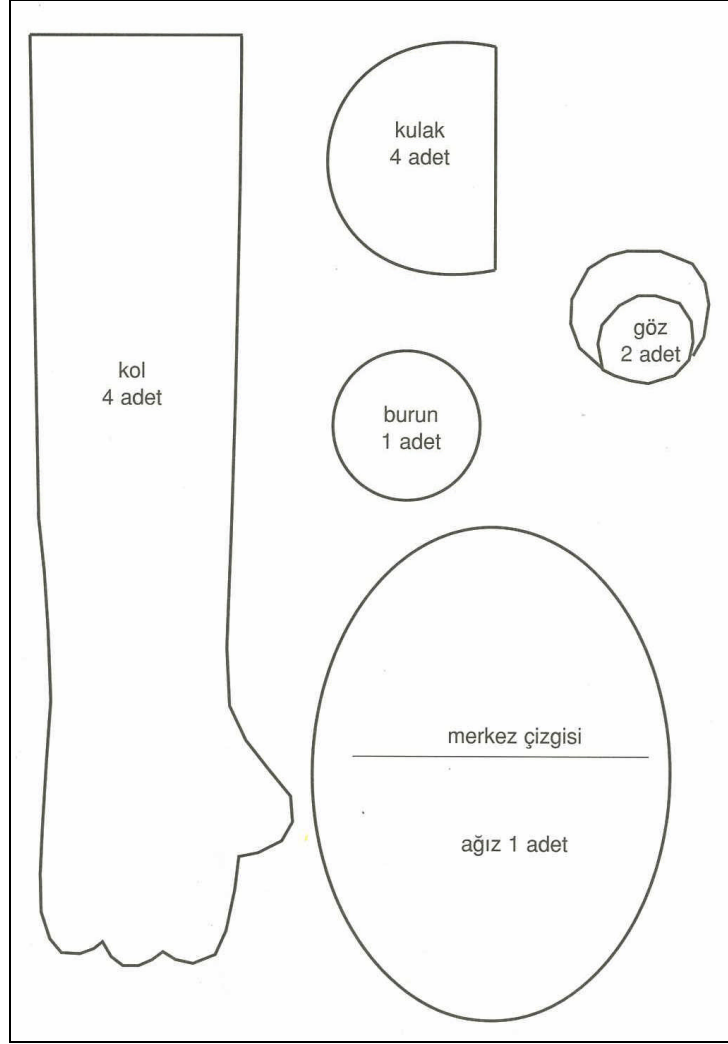 kulak
4 adet
göz
2 adet
kol
4 adet
burun
1 adet
merkez çizgisi
ağız 1 adet